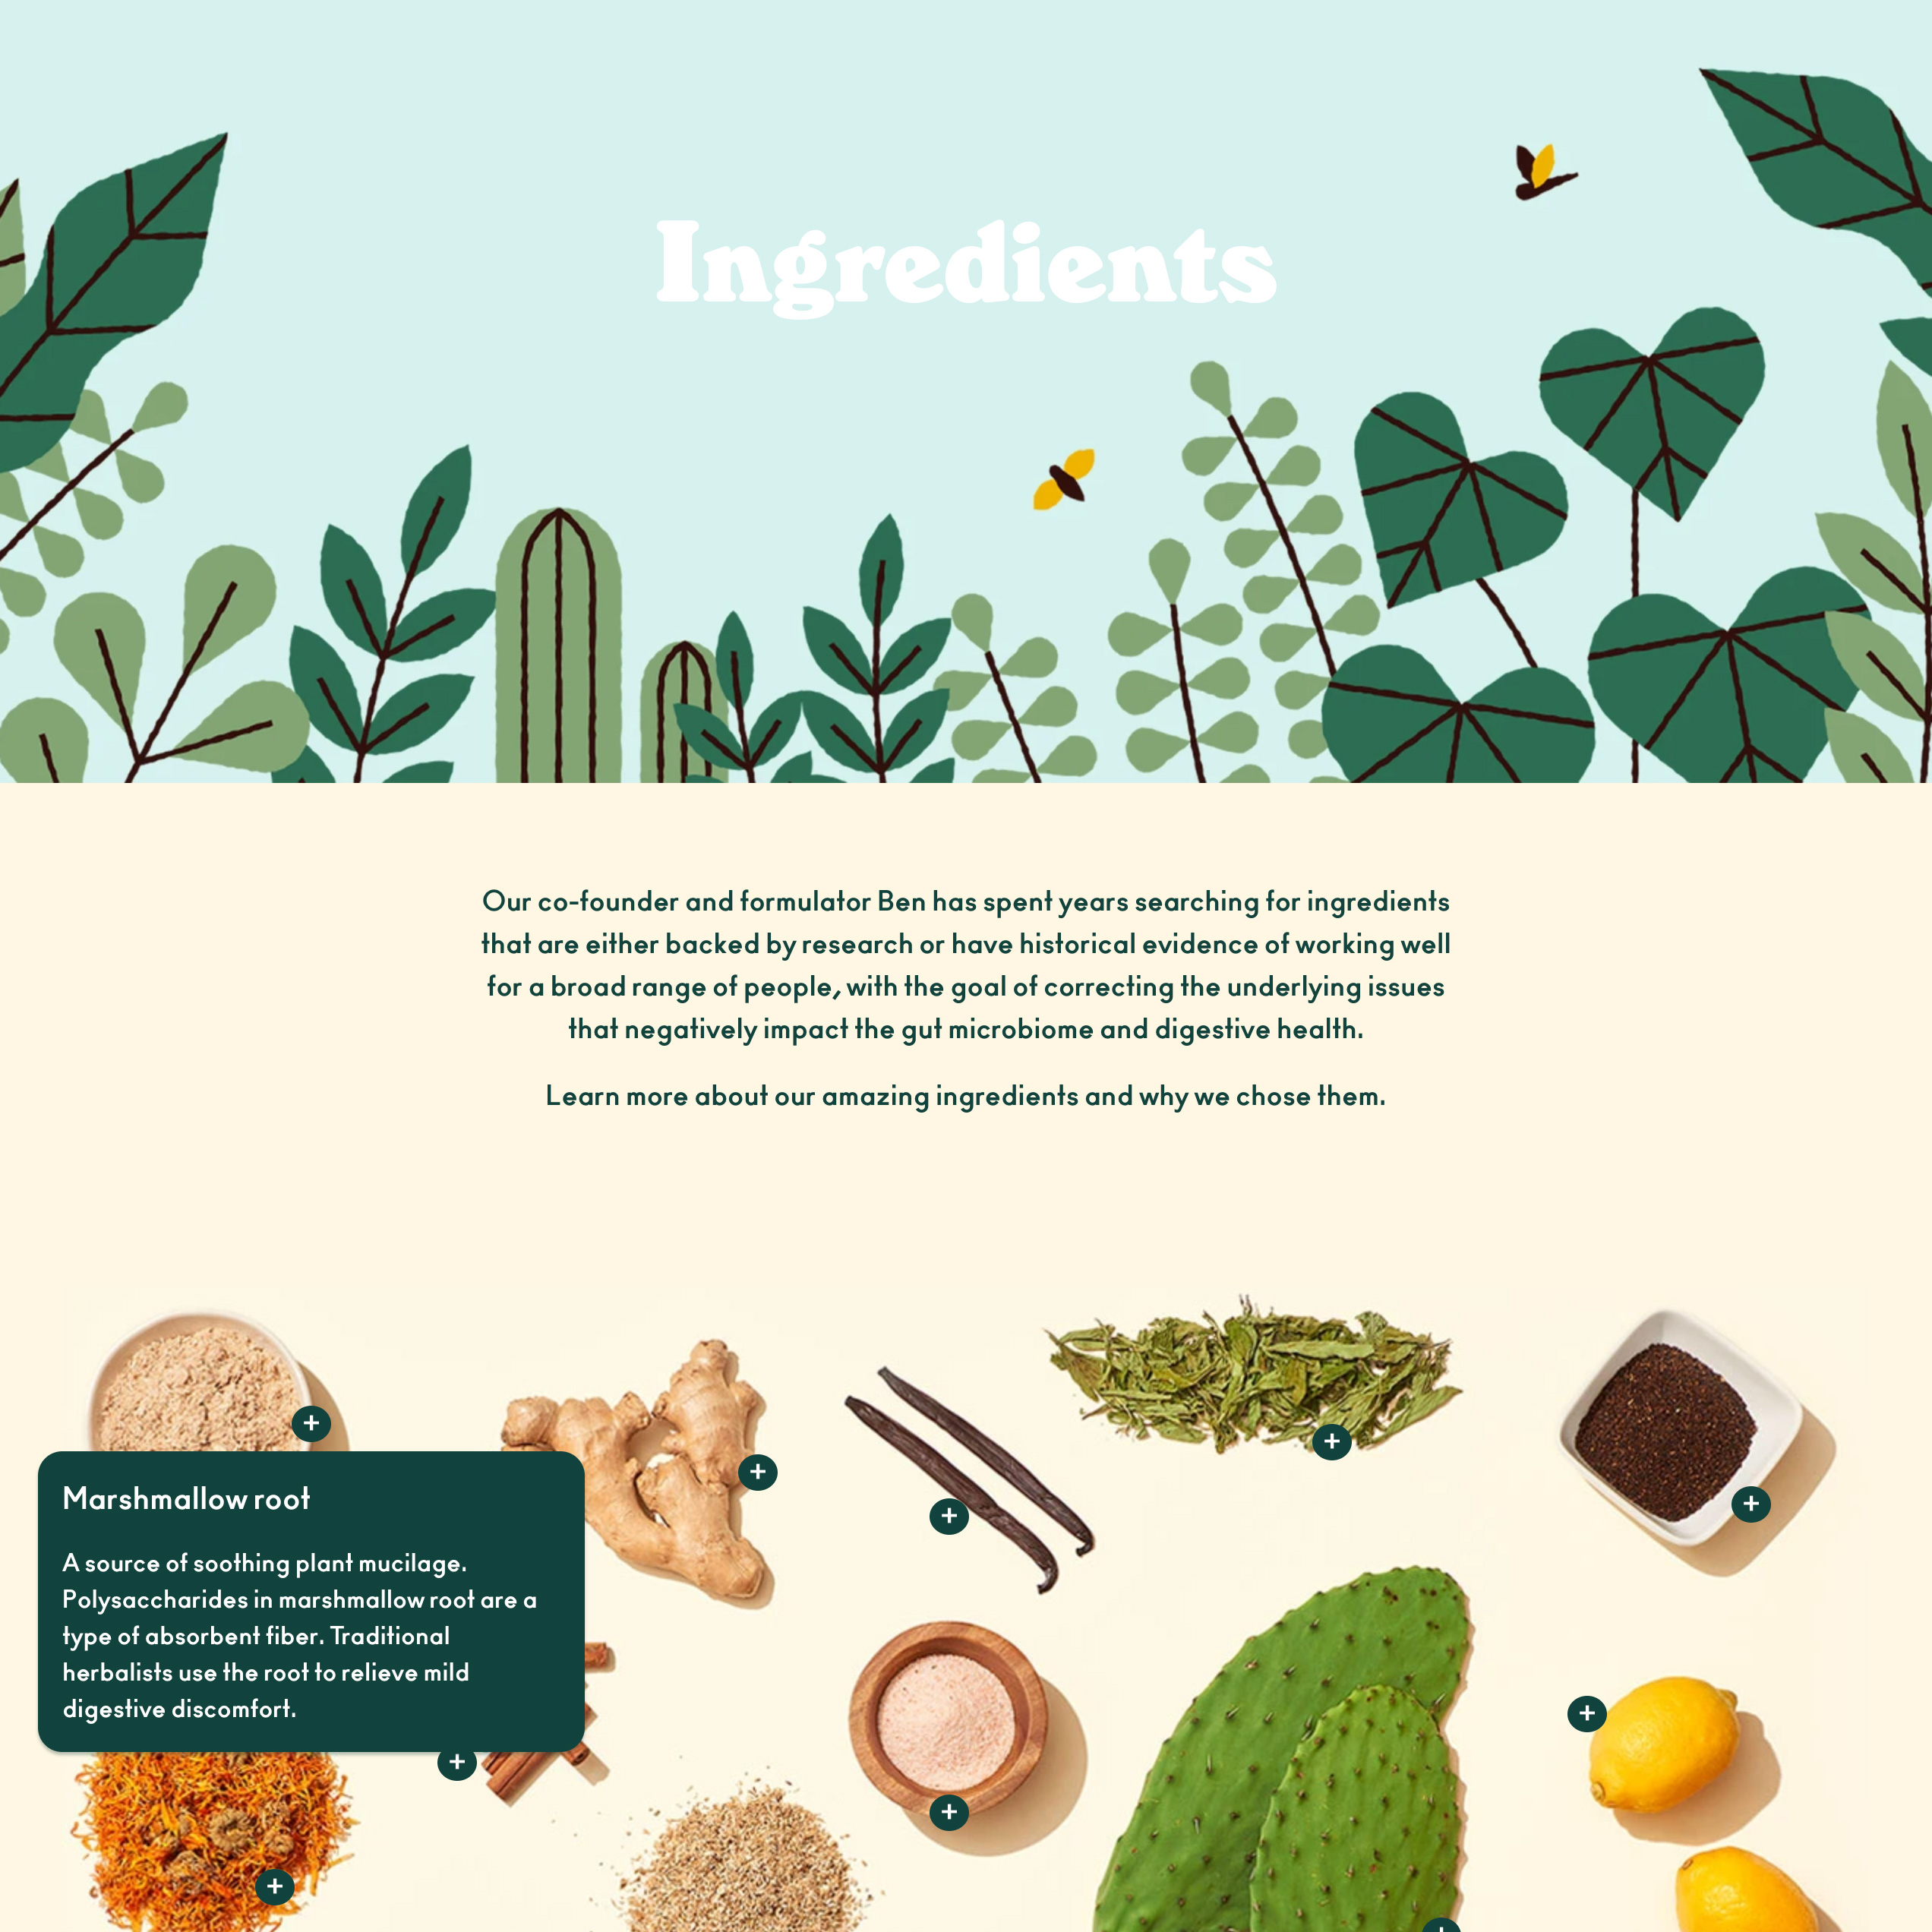 Ingredients
Our co-founder and formulator Ben has spent years searching for ingredients
that are either backed by research or have historical evidence of working well
for a broad range of people, with the goal of correcting the underlying issues
that negatively impact the gut microbiome and digestive health.
Learn more about our amazing ingredients and why we chose them.
+
+
+
+
+
Marshmallow root
A source of soothing plant mucilage.
Polysaccharides in marshmallow root are a
type of absorbent fiber. Traditional
herbalists use the root to relieve mild
digestive discomfort.
+
+
+
+
+